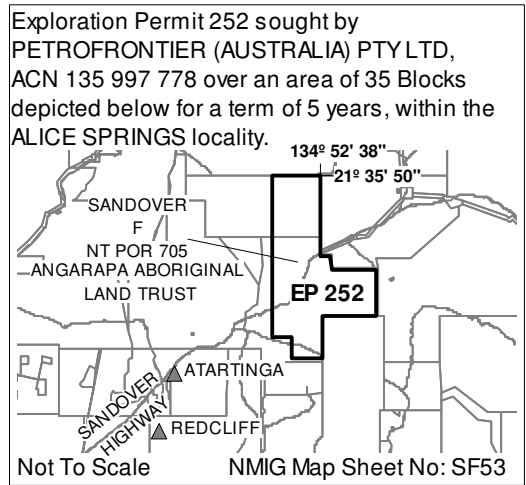 Exploration Permit 252 sought by
PETROFRONTIER (AUSTRALIA) PTY LTD,
ACN 135 997 778 over an area of 35 Blocks
depicted below for a term of 5 years, within the
ALICE SPRINGS locality.
134º 52' 38"
21º 35' 50"
SANDOVER
F
NT POR 705
ANGARAPA ABORIGINAL
LAND TRUST
EP 252
ATARTINGA
SANDOVER
HIGHWAY
REDCLIFF
Not To Scale
NMIG Map Sheet No: SF53